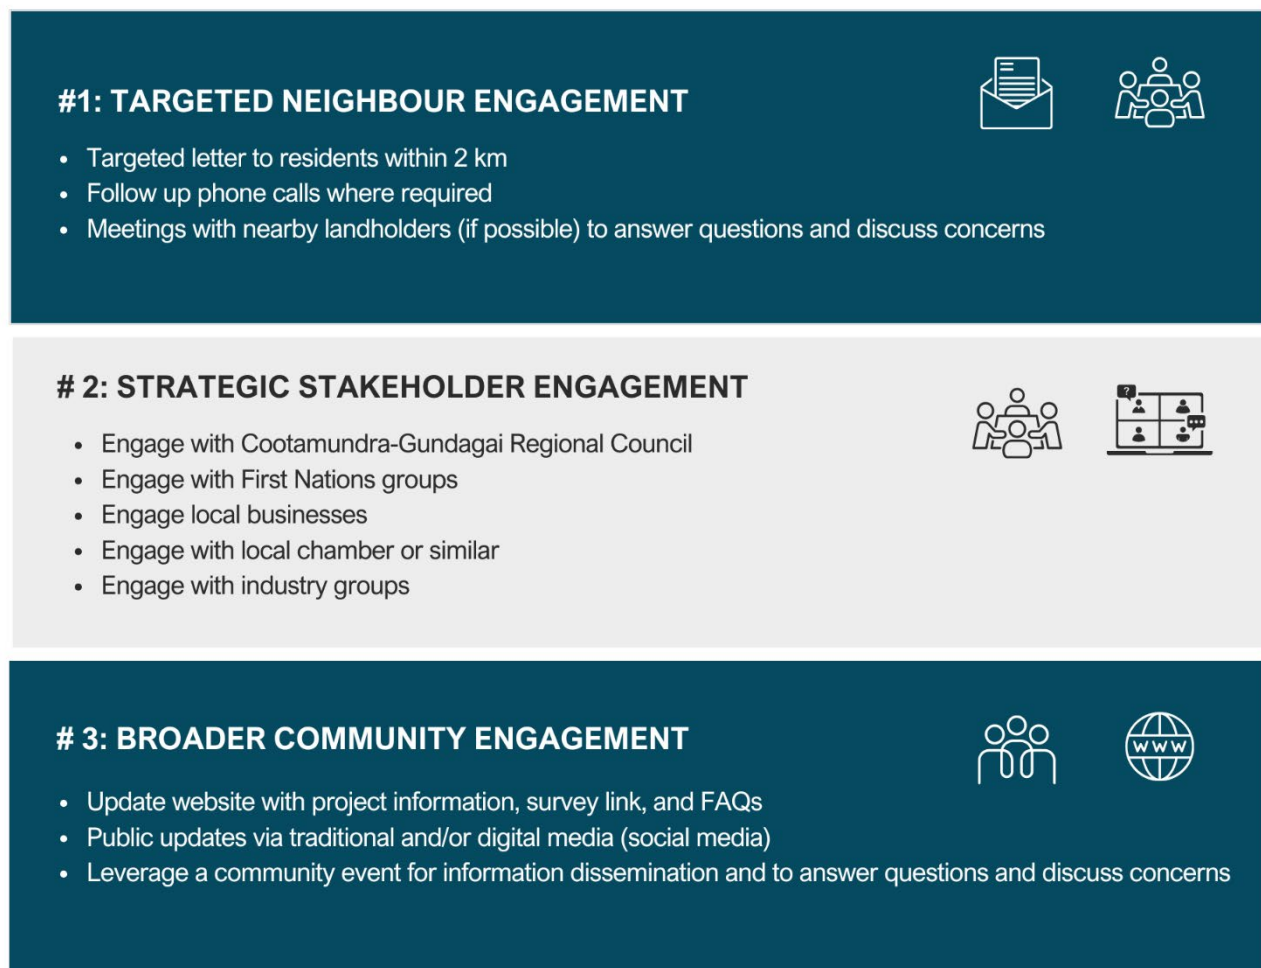 #1: TARGETED NEIGHBOUR ENGAGEMENT
• Targeted letter to residents within 2 km
• Follow up phone calls where required
• Meetings with nearby landholders (if possible) to answer questions and discuss concerns
# 2: STRATEGIC STAKEHOLDER ENGAGEMENT
?
• Engage with Cootamundra-Gundagai Regional Council
• Engage with First Nations groups
• Engage local businesses
• Engage with local chamber or similar
• Engage with industry groups
# 3: BROADER COMMUNITY ENGAGEMENT
WWW
• Update website with project information, survey link, and FAQs
• Public updates via traditional and/or digital media (social media)
• Leverage a community event for information dissemination and to answer questions and discuss concerns